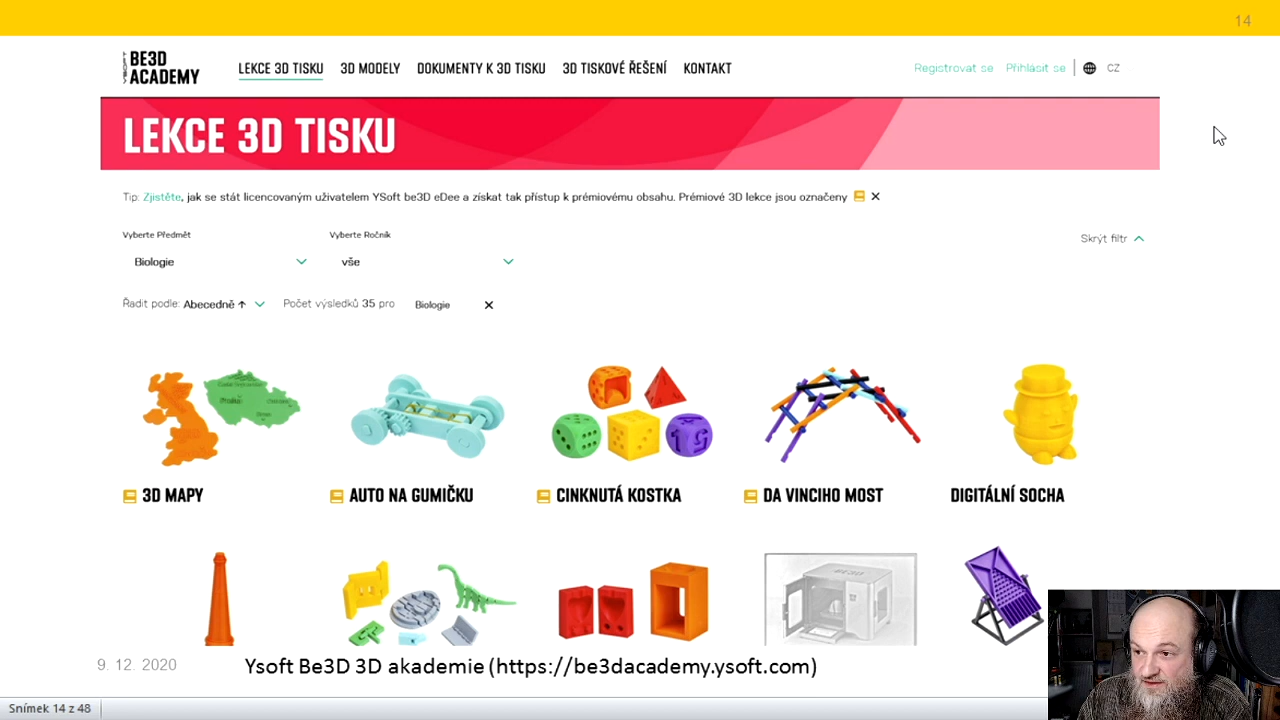 14
YSOFT
BE3D
ACADEMY
LEKCE 3D TISKU 3D MODELY DOKUMENTY K 3D TISKU 3D TISKOVÉ ŘEŠENÍ KONTAKT
Registrovat se Přihlásit se CZ
LEKCE 3D TISKU
Tip: Zjistěte, jak se stát licencovaným uživatelem YSoft be3D eDee a získat tak přístup k prémiovému obsahu. Prémiové 3D lekce jsou označeny
Vyberte Předmět Vyberte Ročník
Skrýt filtr
Biologie vše
Řadit podle: Abecedně Počet výsledků 35 pro Biologie
3D MAPY AUTO NA GUMIČKU CINKNUTÁ KOSTKA DA VINCIHO MOST DIGITÁLNÍ SOCHA
BE3D
9. 12. 2020 Ysoft Be3D 3D akademie (https://be3dacademy.ysoft.com)
Snímek 14 z 48